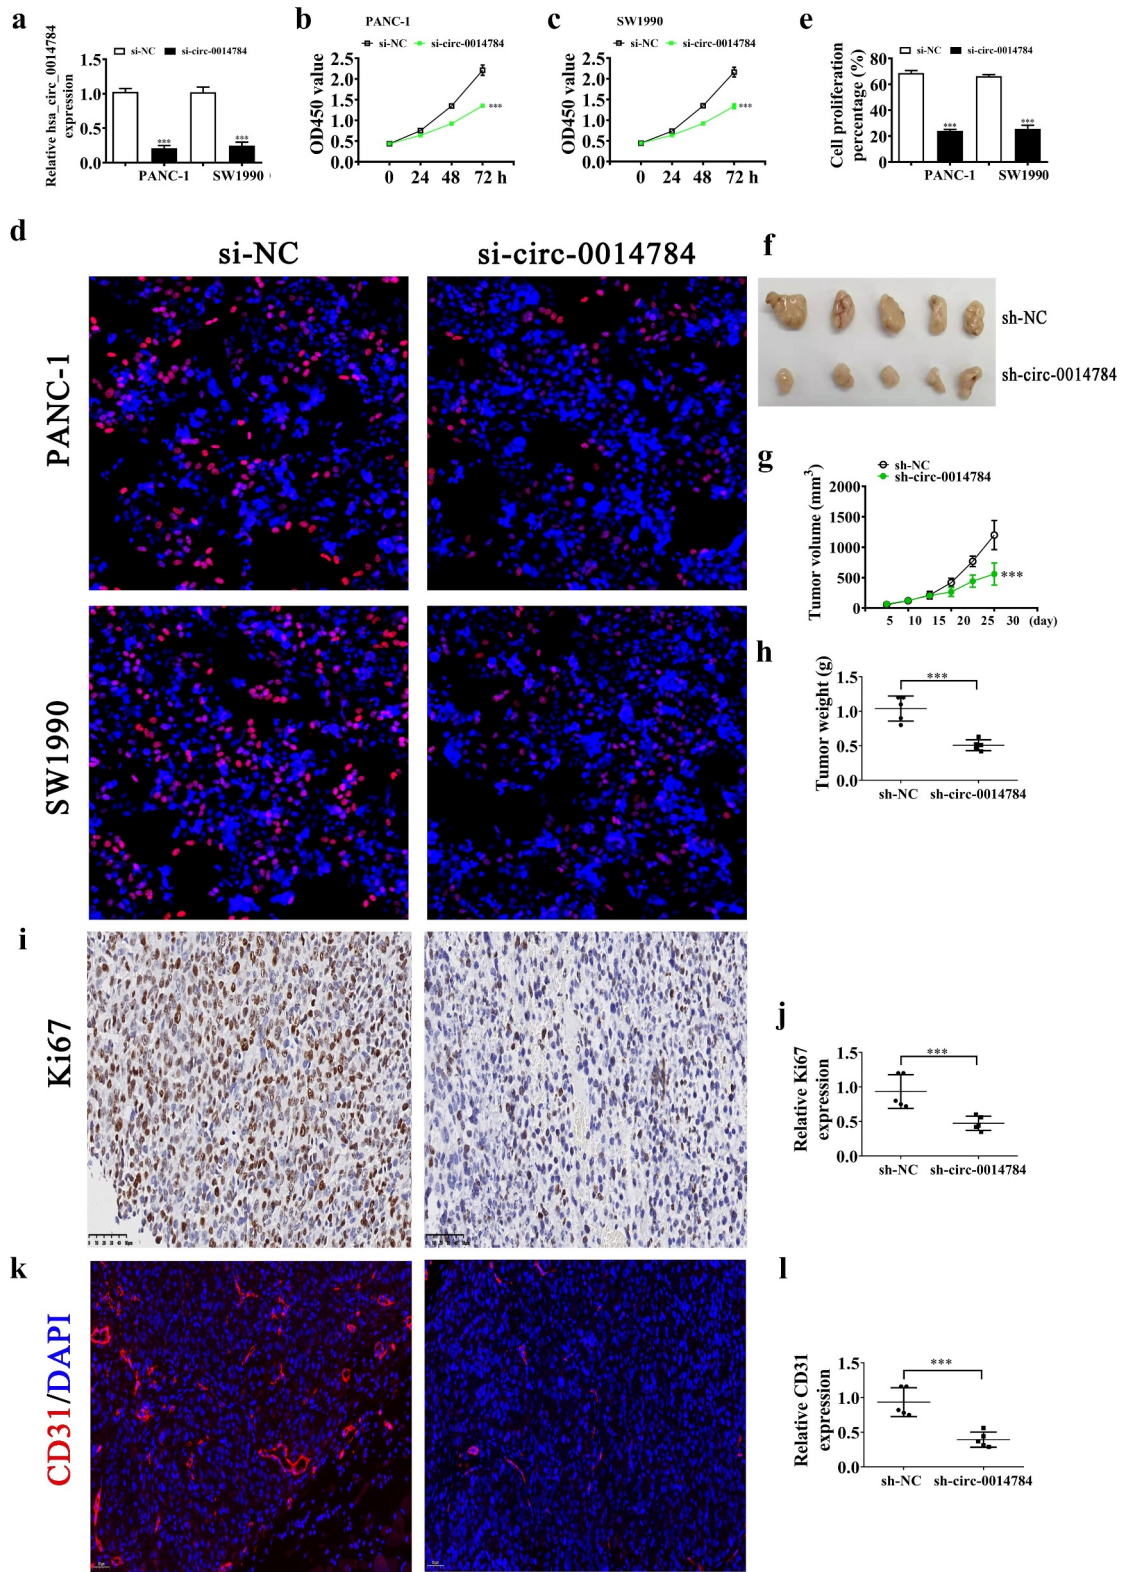 a
si-NC si-circ-0014784
Relative hsa_circ_0014784
expression
1.5
1.0
0.5
0.0
***
***
PANC-1 SW1990
b
PANC-1
si-NC si-circ-0014784
OD450 value
2.5
2.0
1.5
1.0
0.5
0.0
***
0 24 48 72 h
c
SW1990
si-NC si-circ-0014784
OD450 value
2.5
2.0
1.5
1.0
0.5
0.0
***
0 24 48 72 h
e
si-NC si-circ-0014784
Cell proliferation
percentage (%)
80
60
40
20
0
***
***
PANC-1 SW1990
d
si-NC si-circ-0014784
PANC-1
SW1990
f
sh-NC
sh-circ-0014784
g
sh-NC
sh-circ-0014784
Tumor volume (mm3)
2000
1500
1000
500
0
***
5 10 15 20 25 30 (day)
h
Tumor weight (g)
1.5
1.0
0.5
0.0
***
sh-NC sh-circ-0014784
i
Ki67
j
Relative Ki67
expression
1.5
1.0
0.5
0.0
***
sh-NC sh-circ-0014784
k
CD31/DAPI
l
Relative CD31
expression
1.5
1.0
0.5
0.0
***
sh-NC sh-circ-0014784